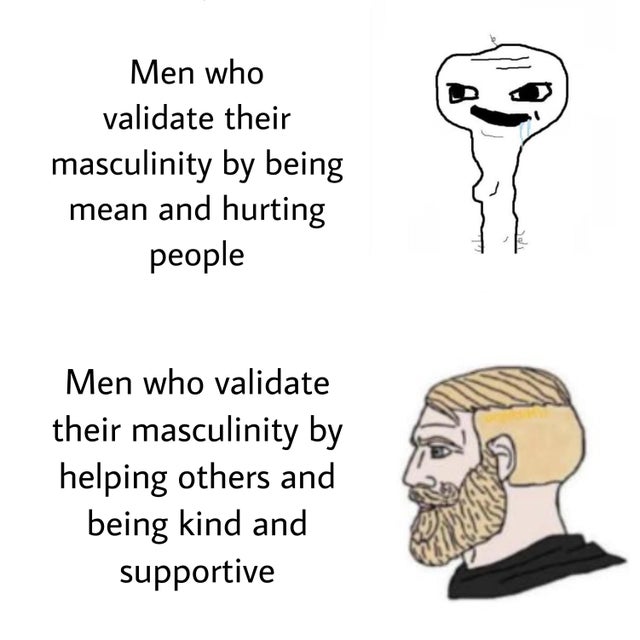 Men who
validate their
masculinity by being
mean and hurting
people
Men who validate
their masculinity by
helping others and
being kind and
supportive